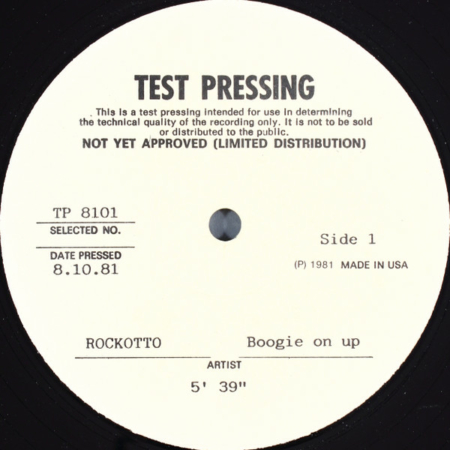 TEST PRESSING
This is a test pressing intended for use in determining
the technical quality of the recording only. It is not to be sold
or distributed to the public.
NOT YET APPROVED (LIMITED DISTRIBUTION)
TP 8101
SELECTED NO.
DATE PRESSED
8.10.81
Side 1
(P) 1981 MADE IN USA
ROCKOTTO Boogie on up
ARTIST
5' 39"